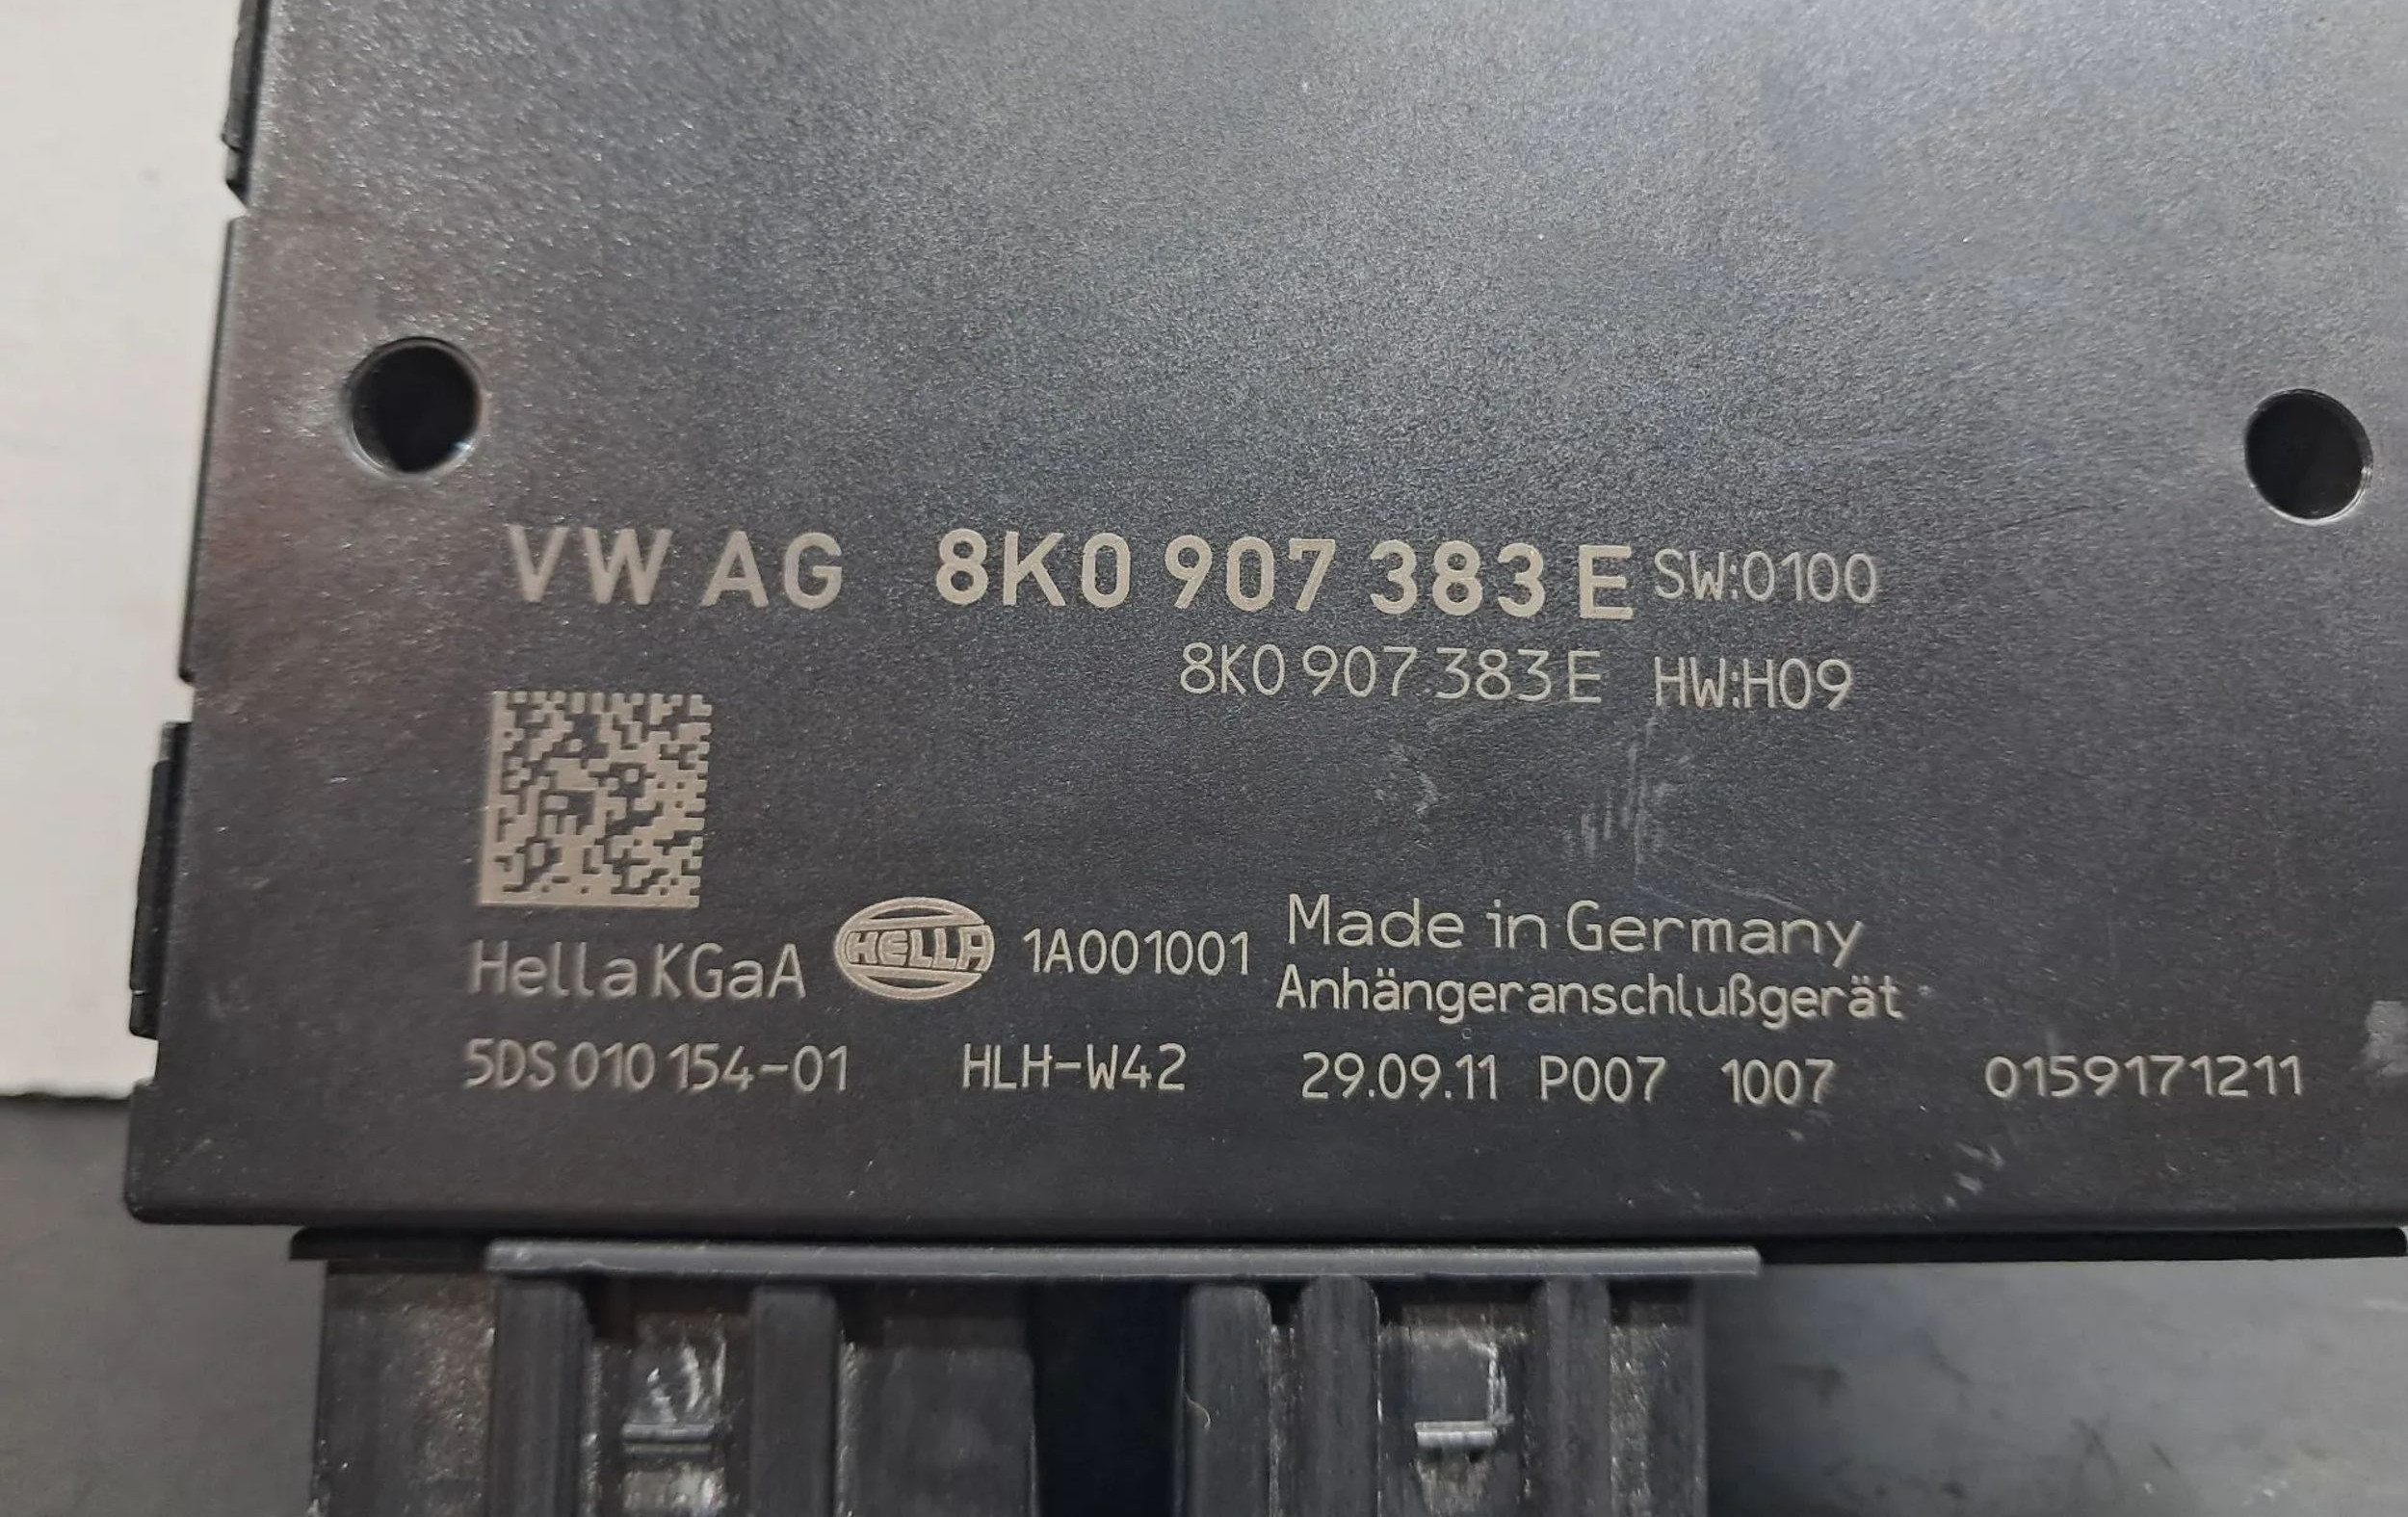 VW AG 8K0 907 383 E SW:0100
8K0 907 383 E HW:H09
Hella KGaA HELLA 1A001001 Made in Germany
Anhängeranschlußgerät
5DS 010 154-01 HLH-W42 29.09.11 P007 1007 0159171211